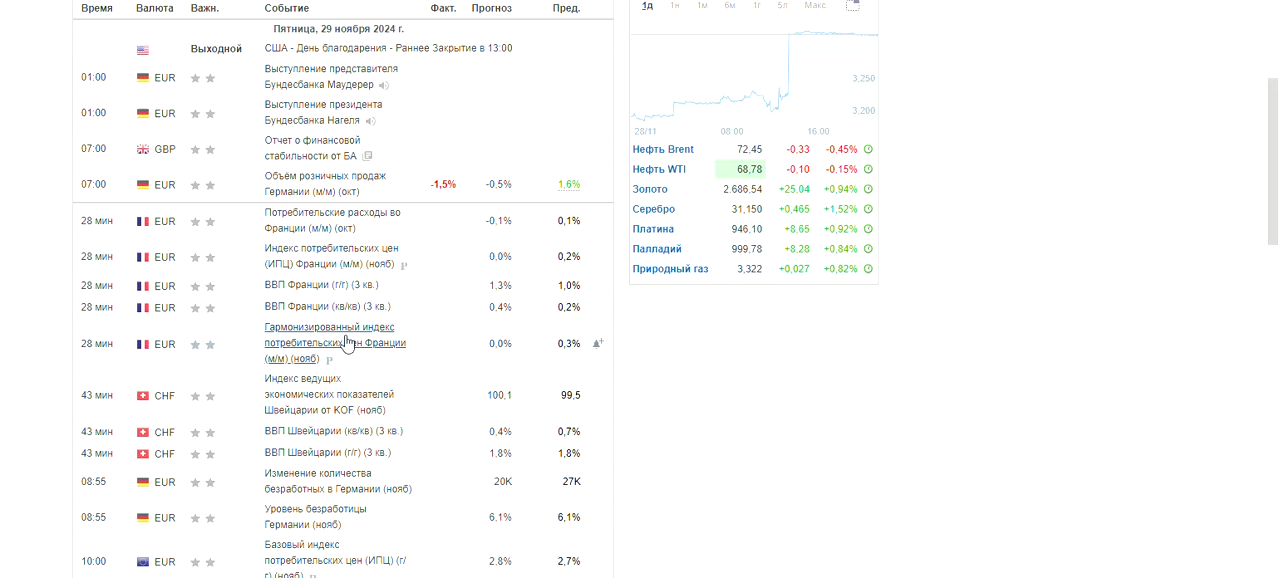 Время Валюта Важн. Событие Факт. Прогноз Пред.
Пятница, 29 ноября 2024 г.
Выходной США - День благодарения - Раннее Закрытие в 13:00
01:00 EUR Выступление представителя
Бундесбанка Маудерер
01:00 EUR Выступление президента
Бундесбанка Нагеля
07:00 GBP Отчет о финансовой
стабильности от БА
07:00 EUR Объём розничных продаж
Германии (м/м) (окт) -1,5% -0,5% 1,6%
28 мин EUR Потребительские расходы во
Франции (м/м) (окт) -0,1% 0,1%
28 мин EUR Индекс потребительских цен
(ИПЦ) Франции (м/м) (нояб) P 0,0% 0,2%
28 мин EUR ВВП Франции (г/г) (3 кв.) 1,3% 1,0%
28 мин EUR ВВП Франции (кв/кв) (3 кв.) 0,4% 0,2%
28 мин EUR Гармонизированный индекс
потребительских цен Франции
(м/м) (нояб) P 0,0% 0,3%
43 мин CHF Индекс ведущих
экономических показателей
Швейцарии от KOF (нояб) 100,1 99,5
43 мин CHF ВВП Швейцарии (кв/кв) (3 кв.) 0,4% 0,7%
43 мин CHF ВВП Швейцарии (г/г) (3 кв.) 1,8% 1,8%
08:55 EUR Изменение количества
безработных в Германии (нояб) 20K 27K
08:55 EUR Уровень безработицы
Германии (нояб) 6,1% 6,1%
10:00 EUR Базовый индекс
потребительских цен (ИПЦ) (г/
г) (нояб) P 2,8% 2,7%
1д 1н 1м 6м 1г 5л Макс
3,250
3,200
28/11 08:00 16:00
Нефть Brent 72,45 -0,33 -0,45%
Нефть WTI 68,78 -0,10 -0,15%
Золото 2.686,54 +25,04 +0,94%
Серебро 31,150 +0,465 +1,52%
Платина 946,10 +8,65 +0,92%
Палладий 999,78 +8,28 +0,84%
Природный газ 3,322 +0,027 +0,82%